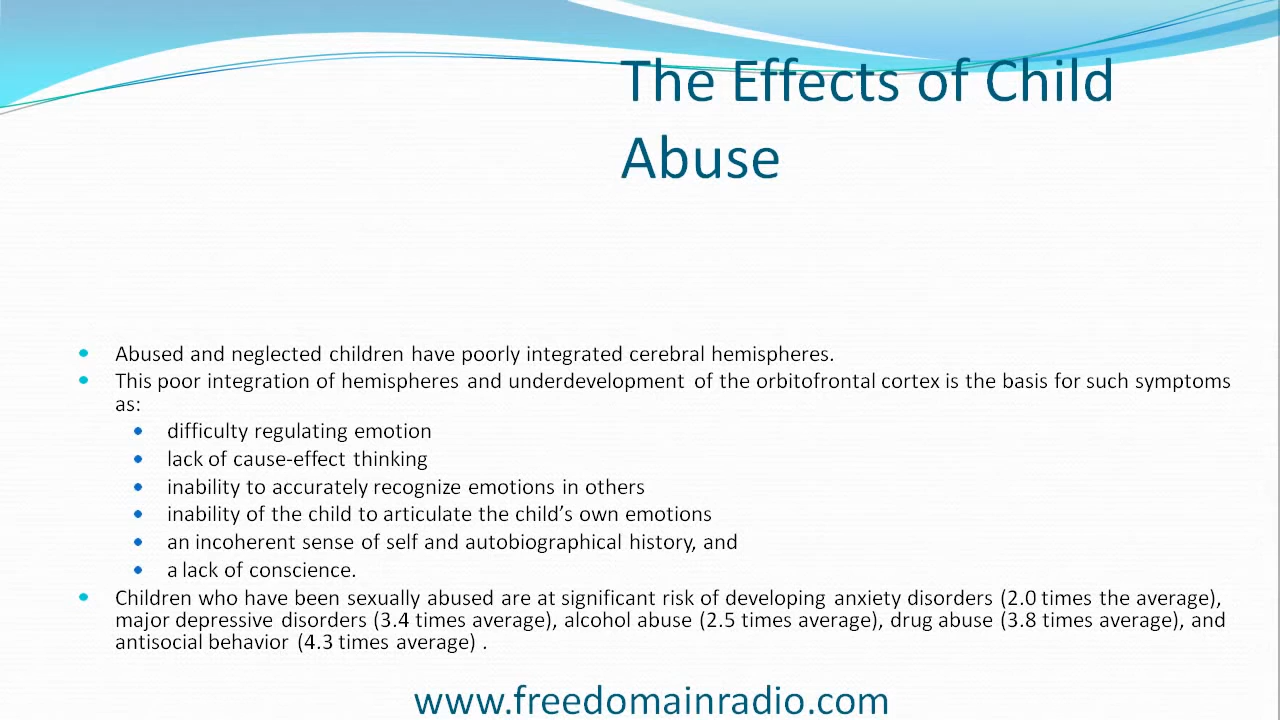 The Effects of Child
Abuse
Abused and neglected children have poorly integrated cerebral hemispheres.
This poor integration of hemispheres and underdevelopment of the orbitofrontal cortex is the basis for such symptoms
as:
difficulty regulating emotion
lack of cause-effect thinking
inability to accurately recognize emotions in others
inability of the child to articulate the child’s own emotions
an incoherent sense of self and autobiographical history, and
a lack of conscience.
Children who have been sexually abused are at significant risk of developing anxiety disorders (2.0 times the average),
major depressive disorders (3.4 times average), alcohol abuse (2.5 times average), drug abuse (3.8 times average), and
antisocial behavior (4.3 times average) .
www.freedomainradio.com